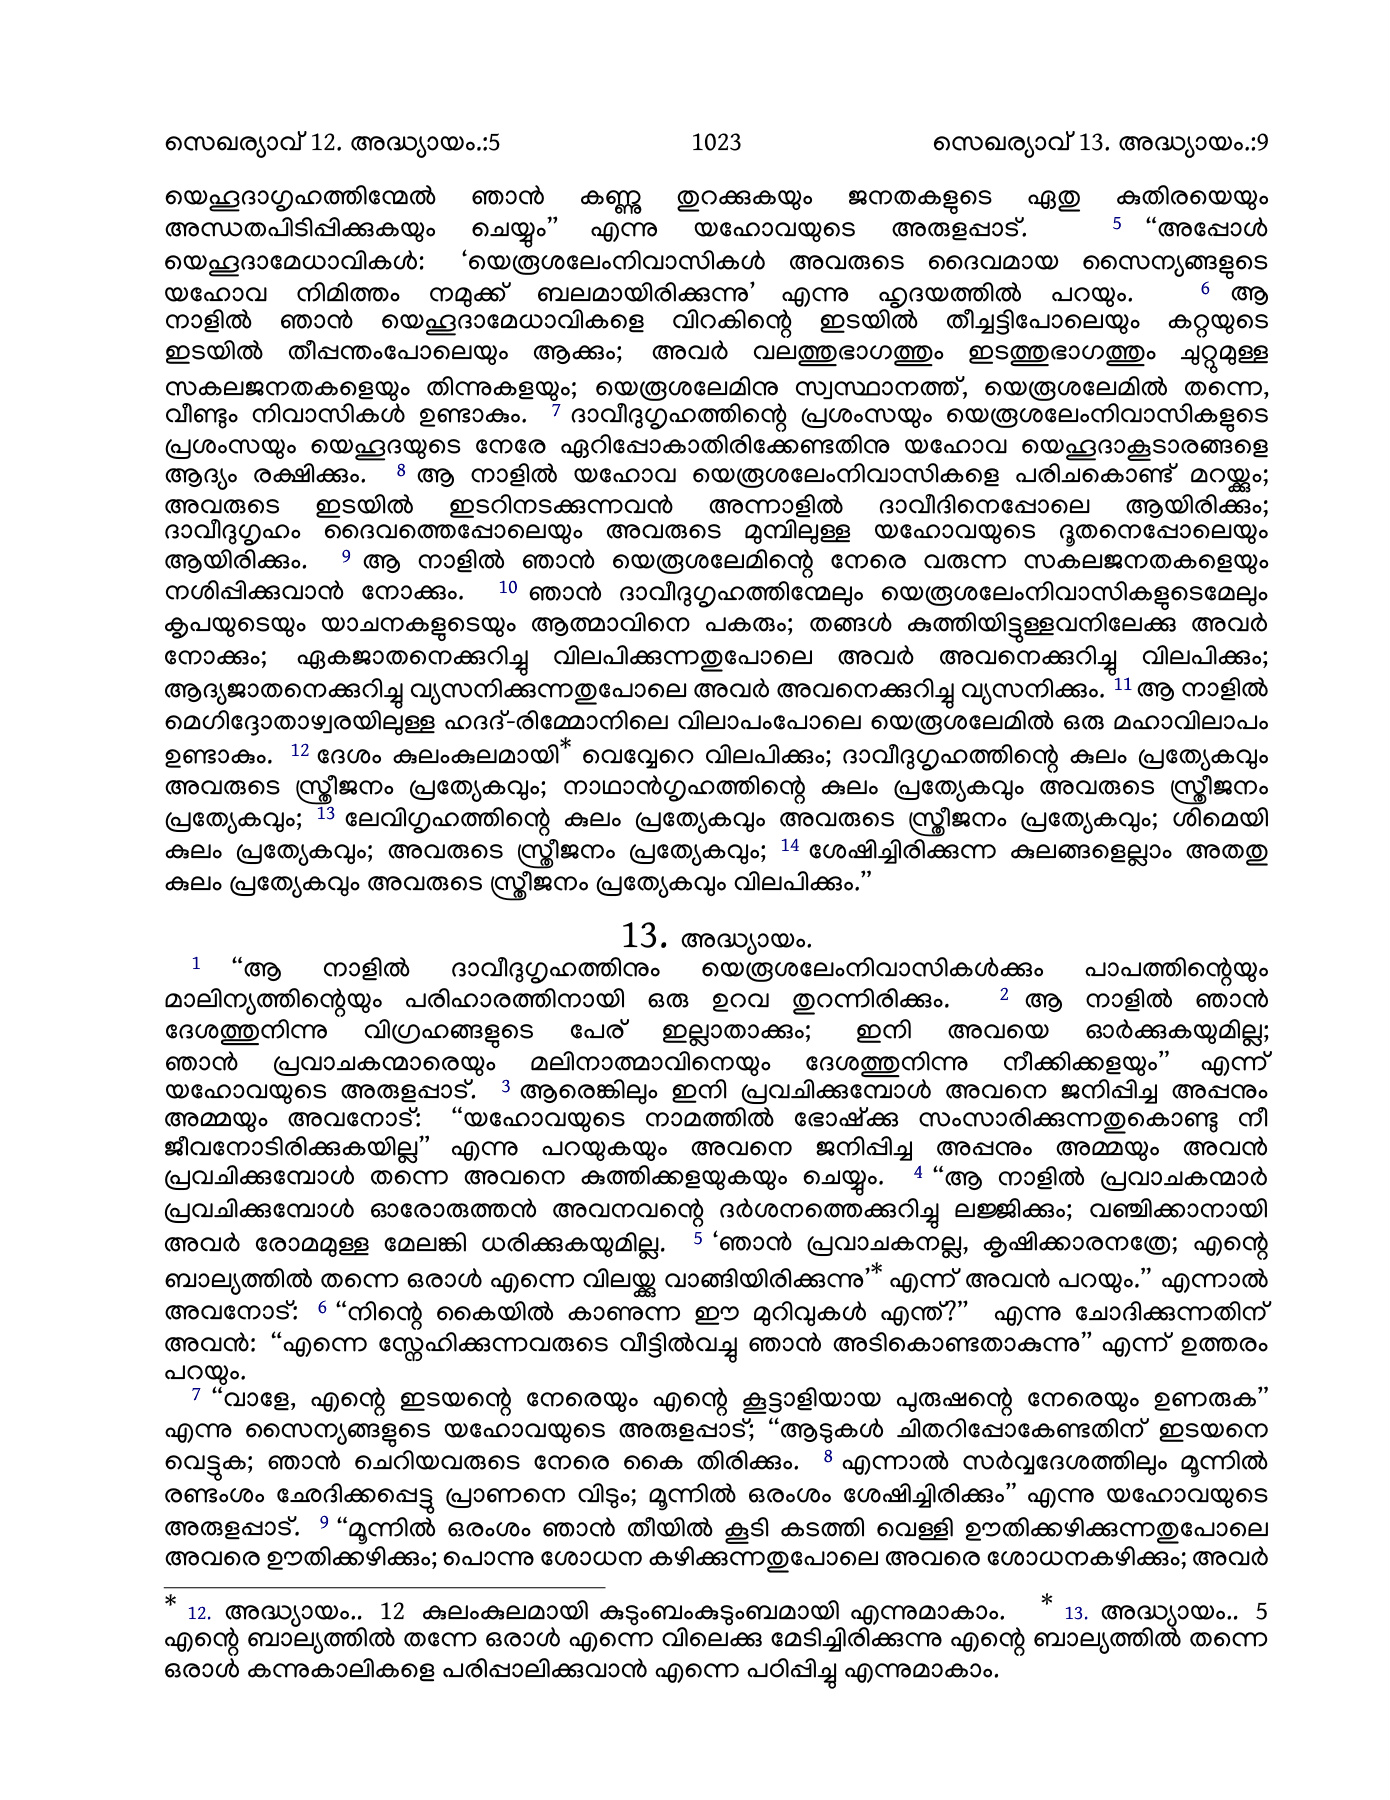 സെഖര്യാവ് 12. അദ്ധ്യായം.:5 1023 സെഖര്യാവ് 13. അദ്ധ്യായം.:9
യെഹൂദാഗൃഹത്തിന്മേൽ ഞാൻ കണ്ണു തുറക്കുകയും ജനതകളുടെ ഏതു കുതിരയെയും
അന്ധതപിടിപ്പിക്കുകയും ചെയ്യും” എന്നു യഹോവയുടെ അരുളപ്പാട്. 5 “അപ്പോൾ
യെഹൂദാമേധാവികൾ: ‘യെരൂശലേംനിവാസികൾ അവരുടെ ദൈവമായ സൈന്യങ്ങളുടെ
യഹോവ നിമിത്തം നമുക്ക് ബലമായിരിക്കുന്നു’ എന്നു ഹൃദയത്തിൽ പറയും. 6 ആ
നാളിൽ ഞാൻ യെഹൂദാമേധാവികളെ വിറകിന്റെ ഇടയിൽ തീച്ചട്ടിപോലെയും കറ്റയുടെ
ഇടയിൽ തീപ്പന്തംപോലെയും ആക്കും; അവർ വലത്തുഭാഗത്തും ഇടത്തുഭാഗത്തും ചുറ്റുമുള്ള
സകലജനതകളെയും തിന്നുകളയും; യെരൂശലേമിനു സ്വസ്ഥാനത്ത്, യെരൂശലേമിൽ തന്നെ,
വീണ്ടും നിവാസികൾ ഉണ്ടാകും. 7 ദാവീദുഗൃഹത്തിന്റെ പ്രശംസയും യെരൂശലേംനിവാസികളുടെ
പ്രശംസയും യെഹൂദയുടെ നേരേ ഏറിപ്പോകാതിരിക്കേണ്ടതിനു യഹോവ യെഹൂദാകൂടാരങ്ങളെ
ആദ്യം രക്ഷിക്കും. 8 ആ നാളിൽ യഹോവ യെരൂശലേംനിവാസികളെ പരിചകൊണ്ട് മറയ്ക്കും;
അവരുടെ ഇടയിൽ ഇടറിനടക്കുന്നവൻ അന്നാളിൽ ദാവീദിനെപ്പോലെ ആയിരിക്കും;
ദാവീദുഗൃഹം ദൈവത്തെപ്പോലെയും അവരുടെ മുമ്പിലുള്ള യഹോവയുടെ ദൂതനെപ്പോലെയും
ആയിരിക്കും. 9 ആ നാളിൽ ഞാൻ യെരൂശലേമിന്റെ നേരെ വരുന്ന സകലജനതകളെയും
നശിപ്പിക്കുവാൻ നോക്കും. 10 ഞാൻ ദാവീദുഗൃഹത്തിന്മേലും യെരൂശലേംനിവാസികളുടെമേലും
കൃപയുടെയും യാചനകളുടെയും ആത്മാവിനെ പകരും; തങ്ങൾ കുത്തിയിട്ടുള്ളവനിലേക്കു അവർ
നോക്കും; ഏകജാതനെക്കുറിച്ചു വിലപിക്കുന്നതുപോലെ അവർ അവനെക്കുറിച്ചു വിലപിക്കും;
ആദ്യജാതനെക്കുറിച്ചു വ്യസനിക്കുന്നതുപോലെ അവർ അവനെക്കുറിച്ചു വ്യസനിക്കും. 11 ആ നാളിൽ
മെഗിദ്ദോതാഴ്വരയിലുള്ള ഹദദ്-രിമ്മോനിലെ വിലാപംപോലെ യെരൂശലേമിൽ ഒരു മഹാവിലാപം
ഉണ്ടാകും. 12 ദേശം കുലംകുലമായി* വെവ്വേറെ വിലപിക്കും; ദാവീദുഗൃഹത്തിന്റെ കുലം പ്രത്യേകവും
അവരുടെ സ്ത്രീജനം പ്രത്യേകവും; നാഥാൻഗൃഹത്തിന്റെ കുലം പ്രത്യേകവും അവരുടെ സ്ത്രീജനം
പ്രത്യേകവും; 13 ലേവിഗൃഹത്തിന്റെ കുലം പ്രത്യേകവും അവരുടെ സ്ത്രീജനം പ്രത്യേകവും; ശിമെയി
കുലം പ്രത്യേകവും; അവരുടെ സ്ത്രീജനം പ്രത്യേകവും; 14 ശേഷിച്ചിരിക്കുന്ന കുലങ്ങളെല്ലാം അതതു
കുലം പ്രത്യേകവും അവരുടെ സ്ത്രീജനം പ്രത്യേകവും വിലപിക്കും.”
13. അദ്ധ്യായം.
1 “ആ നാളിൽ ദാവീദുഗൃഹത്തിനും യെരൂശലേംനിവാസികൾക്കും പാപത്തിന്റെയും
മാലിന്യത്തിന്റെയും പരിഹാരത്തിനായി ഒരു ഉറവ തുറന്നിരിക്കും. 2 ആ നാളിൽ ഞാൻ
ദേശത്തുനിന്നു വിഗ്രഹങ്ങളുടെ പേര് ഇല്ലാതാക്കും; ഇനി അവയെ ഓർക്കുകയുമില്ല;
ഞാൻ പ്രവാചകന്മാരെയും മലിനാത്മാവിനെയും ദേശത്തുനിന്നു നീക്കിക്കളയും” എന്ന്
യഹോവയുടെ അരുളപ്പാട്. 3 ആരെങ്കിലും ഇനി പ്രവചിക്കുമ്പോൾ അവനെ ജനിപ്പിച്ച അപ്പനും
അമ്മയും അവനോട്: “യഹോവയുടെ നാമത്തിൽ ഭോഷ്ക്കു സംസാരിക്കുന്നതുകൊണ്ടു നീ
ജീവനോടിരിക്കുകയില്ല” എന്നു പറയുകയും അവനെ ജനിപ്പിച്ച അപ്പനും അമ്മയും അവൻ
പ്രവചിക്കുമ്പോൾ തന്നെ അവനെ കുത്തിക്കളയുകയും ചെയ്യും. 4 “ആ നാളിൽ പ്രവാചകന്മാർ
പ്രവചിക്കുമ്പോൾ ഓരോരുത്തൻ അവനവന്റെ ദർശനത്തെക്കുറിച്ചു ലജ്ജിക്കും; വഞ്ചിക്കാനായി
അവർ രോമമുള്ള മേലങ്കി ധരിക്കുകയുമില്ല. 5 ‘ഞാൻ പ്രവാചകനല്ല, കൃഷിക്കാരനത്രേ; എന്റെ
ബാല്യത്തിൽ തന്നെ ഒരാൾ എന്നെ വിലയ്ക്കു വാങ്ങിയിരിക്കുന്നു’* എന്ന് അവൻ പറയും.” എന്നാൽ
അവനോട്: 6 “നിന്റെ കൈയിൽ കാണുന്ന ഈ മുറിവുകൾ എന്ത്?” എന്നു ചോദിക്കുന്നതിന്
അവൻ: “എന്നെ സ്നേഹിക്കുന്നവരുടെ വീട്ടിൽവച്ചു ഞാൻ അടികൊണ്ടതാകുന്നു” എന്ന് ഉത്തരം
പറയും.
7 “വാളേ, എന്റെ ഇടയന്റെ നേരെയും എന്റെ കൂട്ടാളിയായ പുരുഷന്റെ നേരെയും ഉണരുക”
എന്നു സൈന്യങ്ങളുടെ യഹോവയുടെ അരുളപ്പാട്; “ആടുകൾ ചിതറിപ്പോകേണ്ടതിന് ഇടയനെ
വെട്ടുക; ഞാൻ ചെറിയവരുടെ നേരെ കൈ തിരിക്കും. 8 എന്നാൽ സർവ്വദേശത്തിലും മൂന്നിൽ
രണ്ടംശം ഛേദിക്കപ്പെട്ടു പ്രാണനെ വിടും; മൂന്നിൽ ഒരംശം ശേഷിച്ചിരിക്കും” എന്നു യഹോവയുടെ
അരുളപ്പാട്. 9 “മൂന്നിൽ ഒരംശം ഞാൻ തീയിൽ കൂടി കടത്തി വെള്ളി ഊതിക്കഴിക്കുന്നതുപോലെ
അവരെ ഊതിക്കഴിക്കും; പൊന്നു ശോധന കഴിക്കുന്നതുപോലെ അവരെ ശോധനകഴിക്കും; അവർ
* 12. അദ്ധ്യായം.. 12 കുലംകുലമായി കുടുംബംകുടുംബമായി എന്നുമാകാം. * 13. അദ്ധ്യായം.. 5
എന്റെ ബാല്യത്തിൽ തന്നേ ഒരാൾ എന്നെ വിലെക്കു മേടിച്ചിരിക്കുന്നു എന്റെ ബാല്യത്തിൽ തന്നെ
ഒരാൾ കന്നുകാലികളെ പരിപ്പാലിക്കുവാൻ എന്നെ പഠിപ്പിച്ചു എന്നുമാകാം.